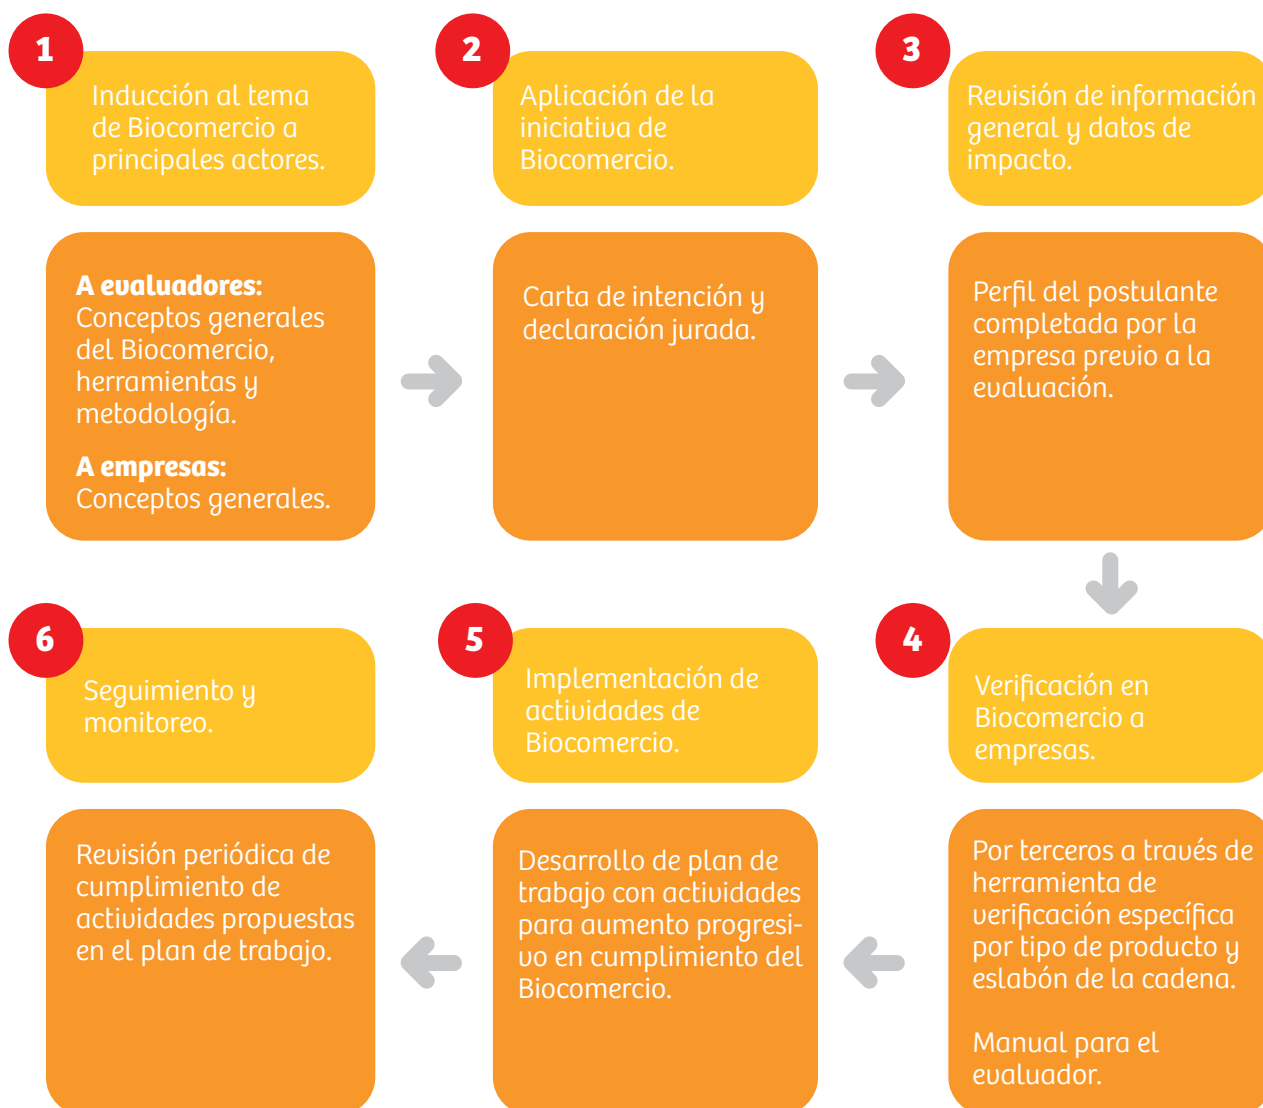 1
Inducción al tema
de Biocomercio a
principales actores.
A evaluadores:
Conceptos generales
del Biocomercio,
herramientas y
metodología.
A empresas:
Conceptos generales.
2
Aplicación de la
iniciativa de
Biocomercio.
Carta de intención y
declaración jurada.
3
Revisión de información
general y datos de
impacto.
Perfil del postulante
completada por la
empresa previo a la
evaluación.
4
Verificación en
Biocomercio a
empresas.
Por terceros a través de
herramienta de
verificación específica
por tipo de producto y
eslabón de la cadena.
Manual para el
evaluador.
5
Implementación de
actividades de
Biocomercio.
Desarrollo de plan de
trabajo con actividades
para aumento progresi-
vo en cumplimiento del
Biocomercio.
6
Seguimiento y
monitoreo.
Revisión periódica de
cumplimiento de
actividades propuestas
en el plan de trabajo.